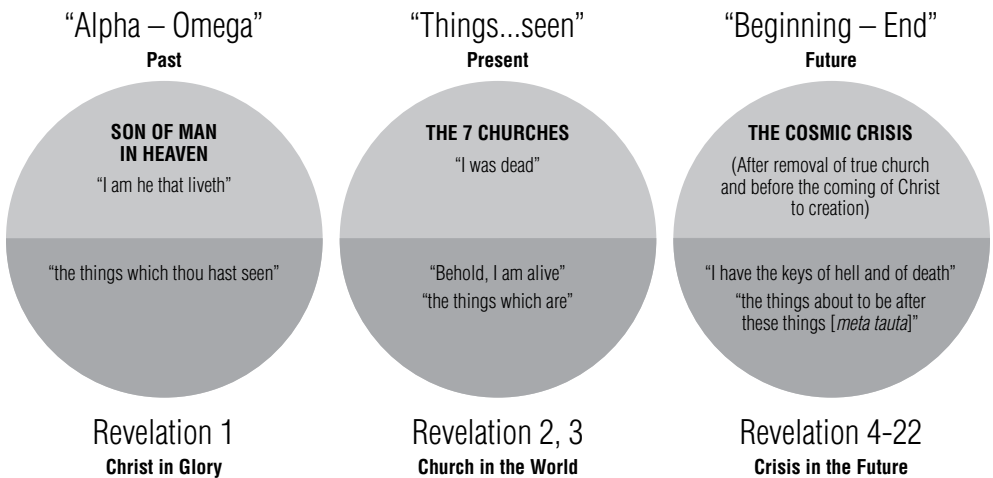 “Alpha – Omega”
Past
SON OF MAN
IN HEAVEN
“I am he that liveth”
“the things which thou hast seen”
Revelation 1
Christ in Glory
“Things...seen”
Present
THE 7 CHURCHES
“I was dead”
“Behold, I am alive”
“the things which are”
Revelation 2, 3
Church in the World
“Beginning – End”
Future
THE COSMIC CRISIS
(After removal of true church
and before the coming of Christ
to creation)
“I have the keys of hell and of death”
“the things about to be after
these things [meta tauta]”
Revelation 4-22
Crisis in the Future